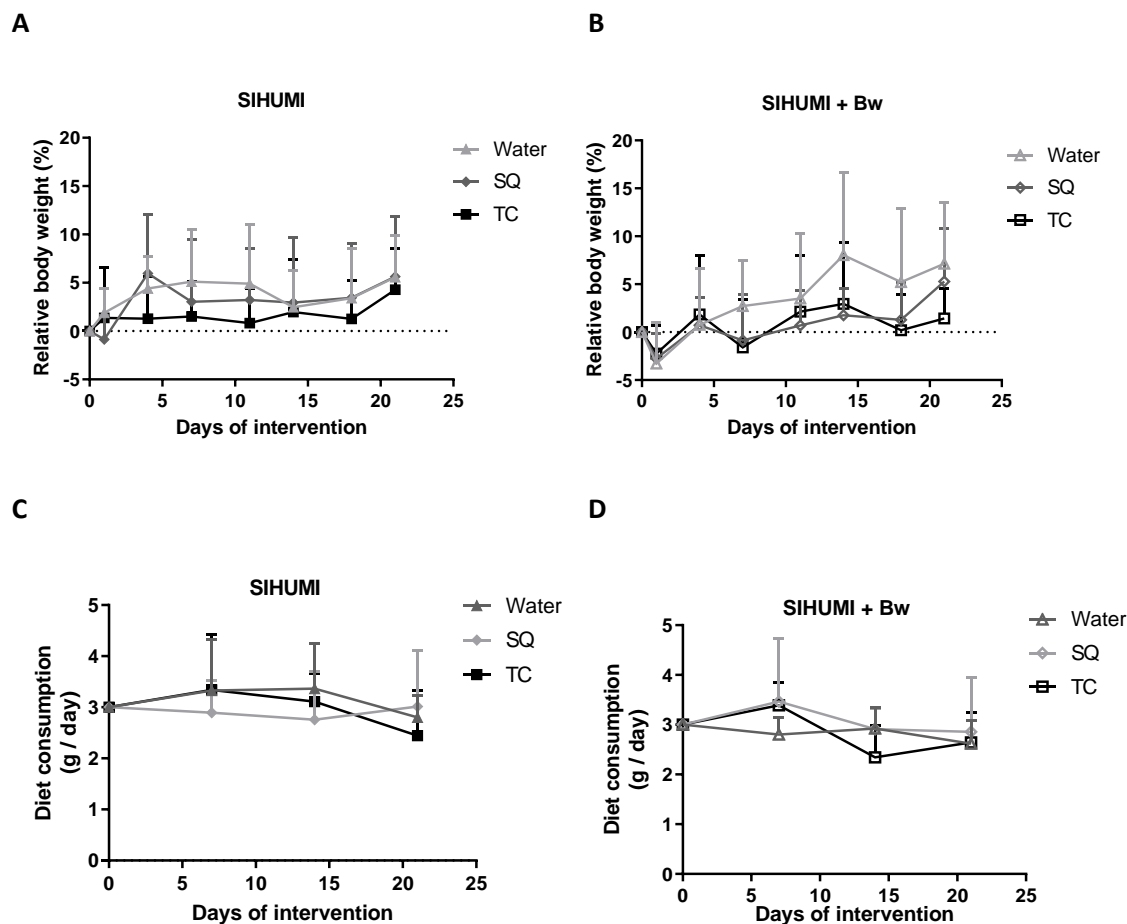 A
SIHUMI
Relative body weight (%)
20
15
10
5
0
-5
0 5 10 15 20 25
Days of intervention
Water
SQ
TC
B
SIHUMI + Bw
Relative body weight (%)
20
15
10
5
0
-5
0 5 10 15 20 25
Days of intervention
Water
SQ
TC
C
SIHUMI
Diet consumption
(g / day)
5
4
3
2
1
0
0 5 10 15 20 25
Days of intervention
Water
SQ
TC
D
SIHUMI + Bw
Diet consumption
(g / day)
5
4
3
2
1
0
0 5 10 15 20 25
Days of intervention
Water
SQ
TC